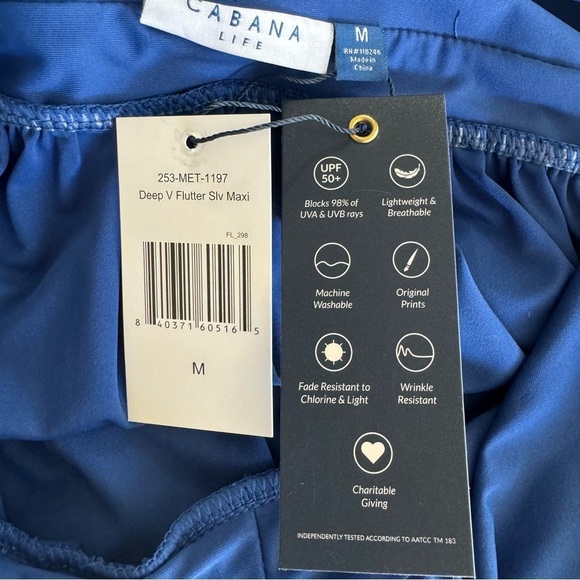 CABANA
LIFE
M
RN#118246
Made in
China
253-MET-1197
Deep V Flutter Slv Maxi
FL_298
8 40371 60516 5
M
UPF
50+
Blocks 98% of
UVA & UVB rays
Lightweight &
Breathable
Machine
Washable
Original
Prints
Fade Resistant to
Chlorine & Light
Wrinkle
Resistant
Charitable
Giving
INDEPENDENTLY TESTED ACCORDING TO AATCC TM 183